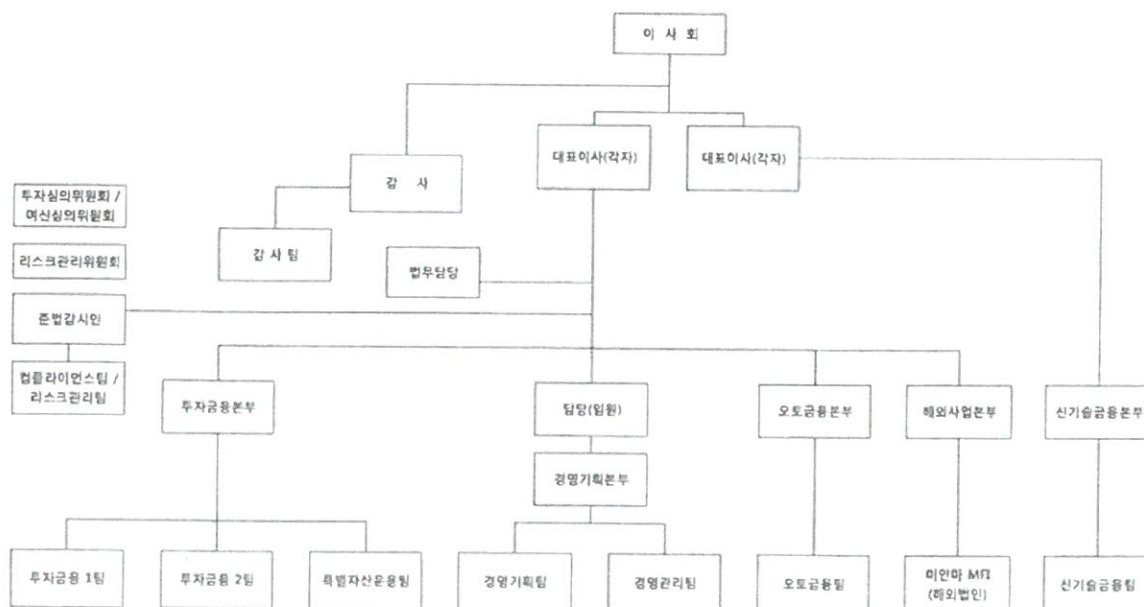 이 사 회
대표이사(각자)
대표이사(각자)
감 사
투자심의위원회 /
여신심의위원회
감 사 팀
리스크관리위원회
법무담당
준법감시인
컴플라이언스팀 /
리스크관리팀
투자금융본부
담당(임원)
오토금융본부
해외사업본부
신기술금융본부
경영기획본부
투자금융 1팀
투자금융 2팀
특별자산운용팀
경영기획팀
경영관리팀
오토금융팀
미얀마 MFI
(해외법인)
신기술금융팀